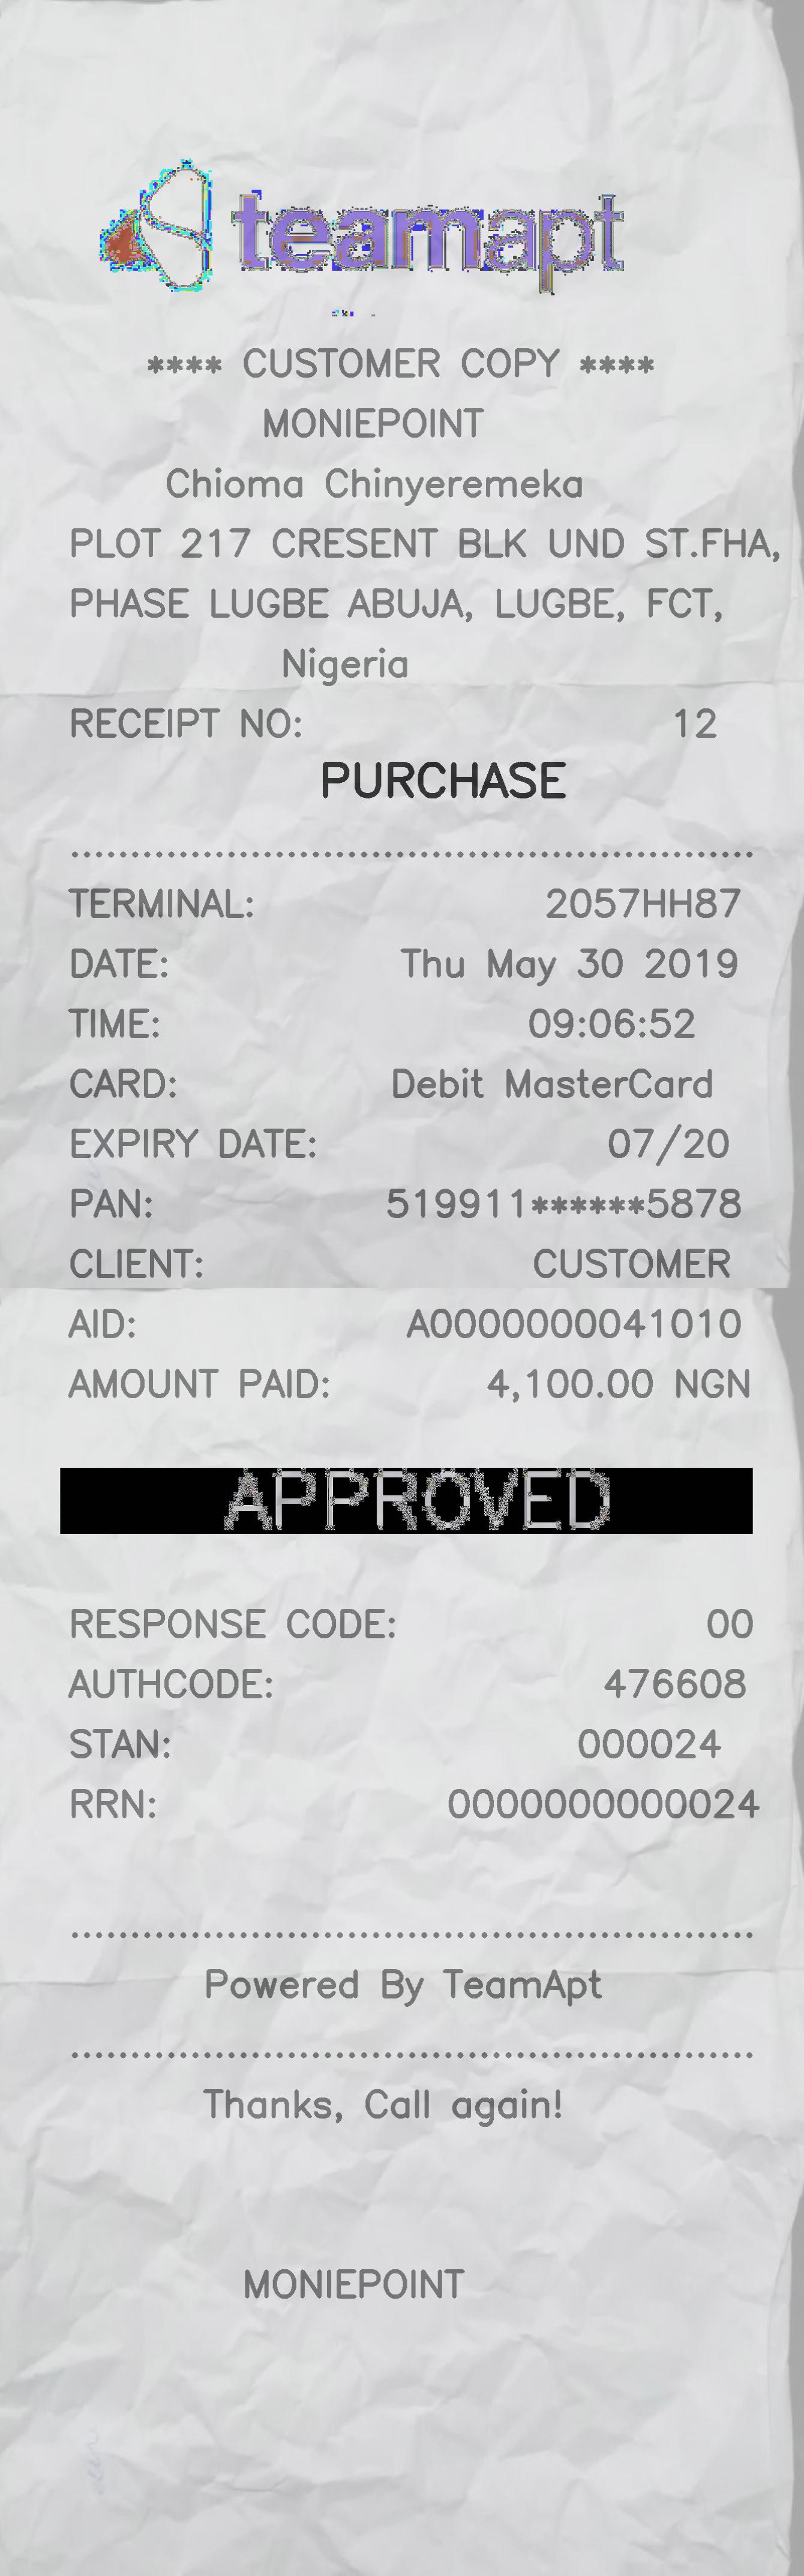 teamapt
**** CUSTOMER COPY ****
MONIEPOINT
Chioma Chinyeremeka
PLOT 217 CRESENT BLK UND ST.FHA,
PHASE LUGBE ABUJA, LUGBE, FCT,
Nigeria
RECEIPT NO: 12
PURCHASE
TERMINAL: 2057HH87
DATE: Thu May 30 2019
TIME: 09:06:52
CARD: Debit MasterCard
EXPIRY DATE: 07/20
PAN: 519911******5878
CLIENT: CUSTOMER
AID: A0000000041010
AMOUNT PAID: 4,100.00 NGN
APPROVED
RESPONSE CODE: 00
AUTHCODE: 476608
STAN: 000024
RRN: 0000000000024
Powered By TeamApt
Thanks, Call again!
MONIEPOINT